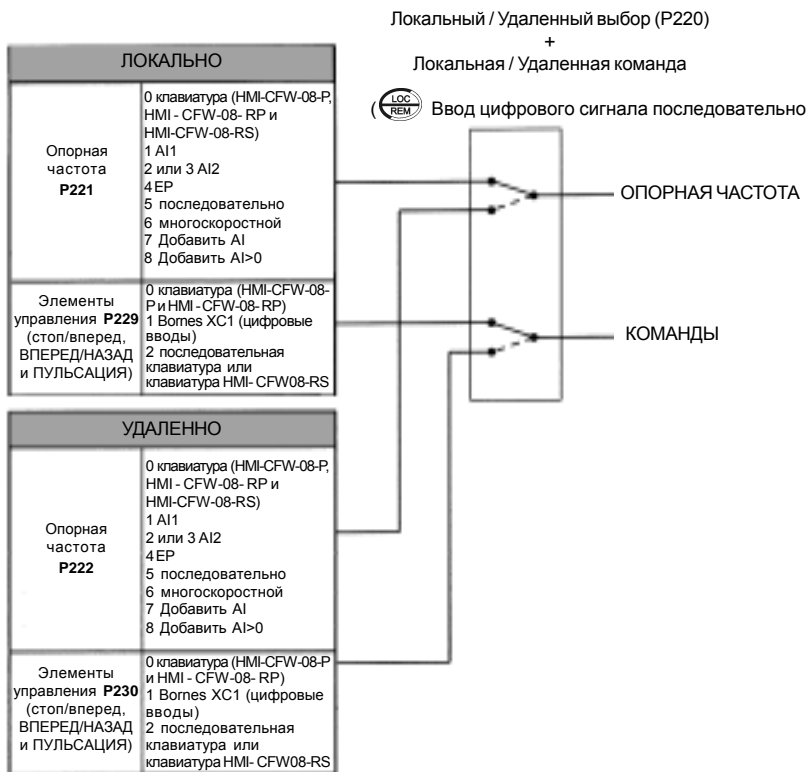 Локальный / Удаленный выбор (P220)
+
Локальная / Удаленная команда
( LOC REM Ввод цифрового сигнала последовательно
ЛОКАЛЬНО
Опорная
частота
P221
0 клавиатура (HMI-CFW-08-P,
HMI - CFW-08- RP и
HMI-CFW-08-RS)
1 AI1
2 или 3 AI2
4 EP
5 последовательно
6 многоскоростной
7 Добавить AI
8 Добавить AI>0
Элементы
управления P229
(стоп/вперед,
ВПЕРЕД/НАЗАД
и ПУЛЬСАЦИЯ)
0 клавиатура (HMI-CFW-08-
P и HMI - CFW-08- RP)
1 Bornes XC1 (цифровые
вводы)
2 последовательная
клавиатура или
клавиатура HMI- CFW08-RS
ОПОРНАЯ ЧАСТОТА
КОМАНДЫ
УДАЛЕННО
Опорная
частота
P222
0 клавиатура (HMI-CFW-08-P,
HMI - CFW-08- RP и
HMI-CFW-08-RS)
1 AI1
2 или 3 AI2
4 EP
5 последовательно
6 многоскоростной
7 Добавить AI
8 Добавить AI>0
Элементы
управления P230
(стоп/вперед,
ВПЕРЕД/НАЗАД
и ПУЛЬСАЦИЯ)
0 клавиатура (HMI-CFW-08-P
и HMI - CFW-08- RP)
1 Bornes XC1 (цифровые
вводы)
2 последовательная
клавиатура или
клавиатура HMI- CFW08-RS